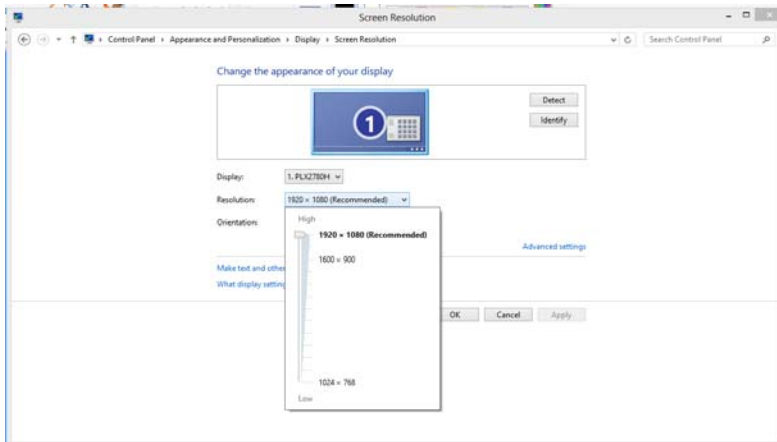 Screen Resolution
Control Panel Appearance and Personalization Display Screen Resolution
Search Control Panel
Change the appearance of your display
1
Detect
Identify
Display: 1. PLX2780H
Resolution: 1920 × 1080 (Recommended)
Orientation:
High
1920 × 1080 (Recommended)
1600 × 900
1024 × 768
Low
Advanced settings
Make text and other
What display setting
OK Cancel Apply